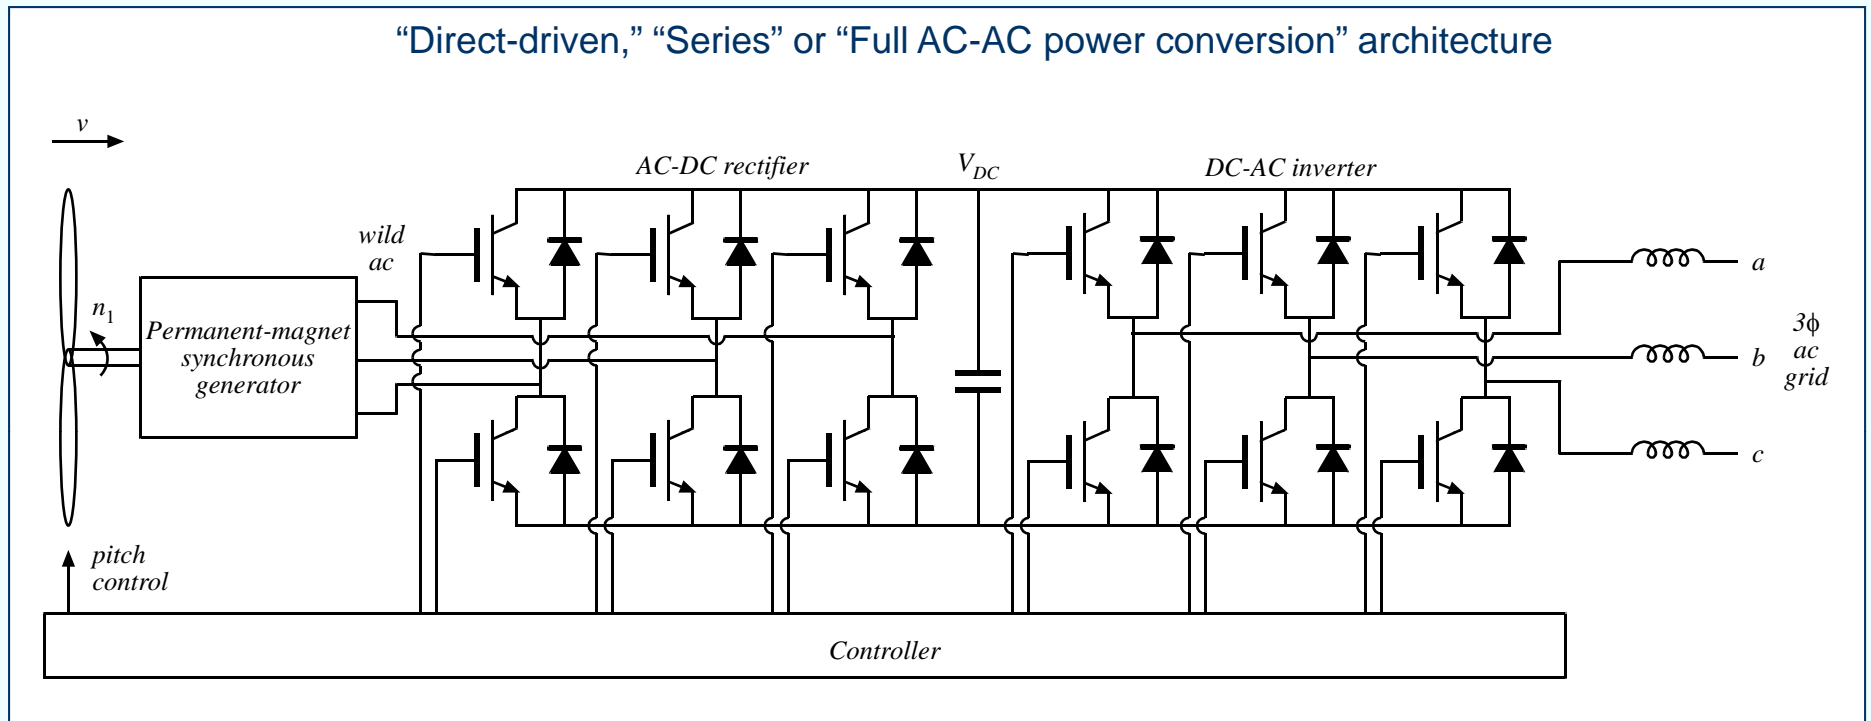 “Direct-driven,” “Series” or “Full AC-AC power conversion” architecture
v
AC-DC rectifier
V_DC
DC-AC inverter
wild
ac
n_1
Permanent-magnet
synchronous
generator
a
b
c
3ϕ
ac
grid
pitch
control
Controller